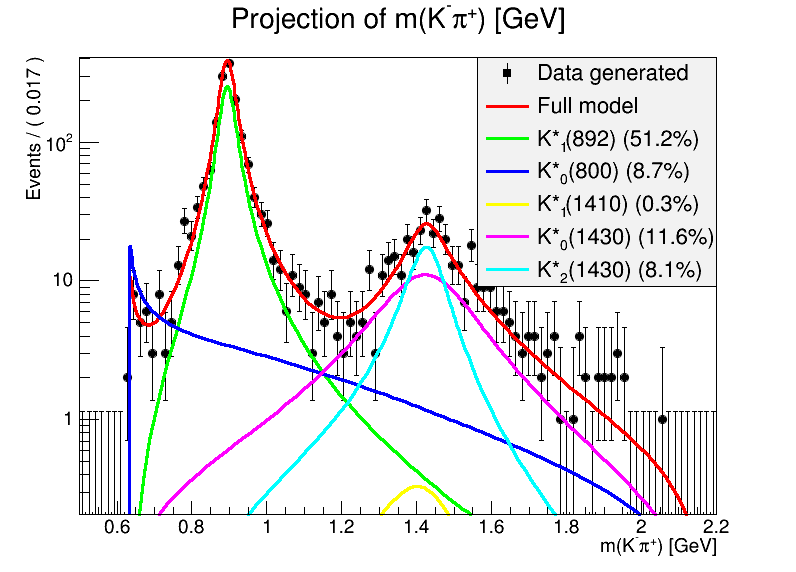 Projection of m(K⁻π⁺) [GeV]
Events / ( 0.017 )
10²
10
1
Data generated
Full model
K*₁(892) (51.2%)
K*₀(800) (8.7%)
K*₁(1410) (0.3%)
K*₀(1430) (11.6%)
K*₂(1430) (8.1%)
0.6 0.8 1 1.2 1.4 1.6 1.8 2 2.2
m(K⁻π⁺) [GeV]